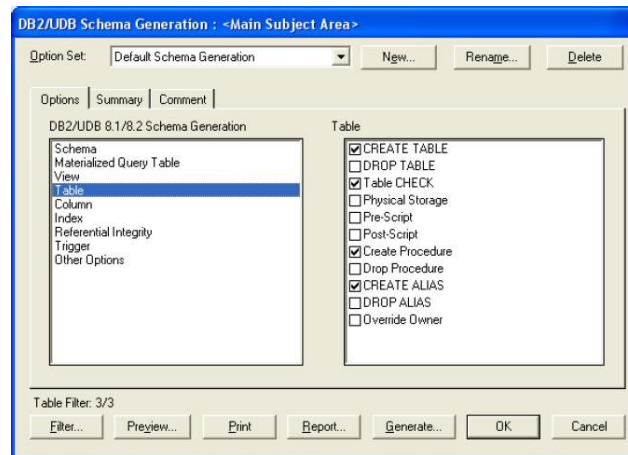 DB2/UDB Schema Generation : <Main Subject Area>
Option Set: Default Schema Generation New... Rename... Delete
Options Summary Comment
DB2/UDB 8.1/8.2 Schema Generation
Schema
Materialized Query Table
View
Table
Column
Index
Referential Integrity
Trigger
Other Options
Table
CREATE TABLE
DROP TABLE
Table CHECK
Physical Storage
Pre-Script
Post-Script
Create Procedure
Drop Procedure
CREATE ALIAS
DROP ALIAS
Override Owner
Table Filter: 3/3
Filter... Preview... Print Report... Generate... OK Cancel